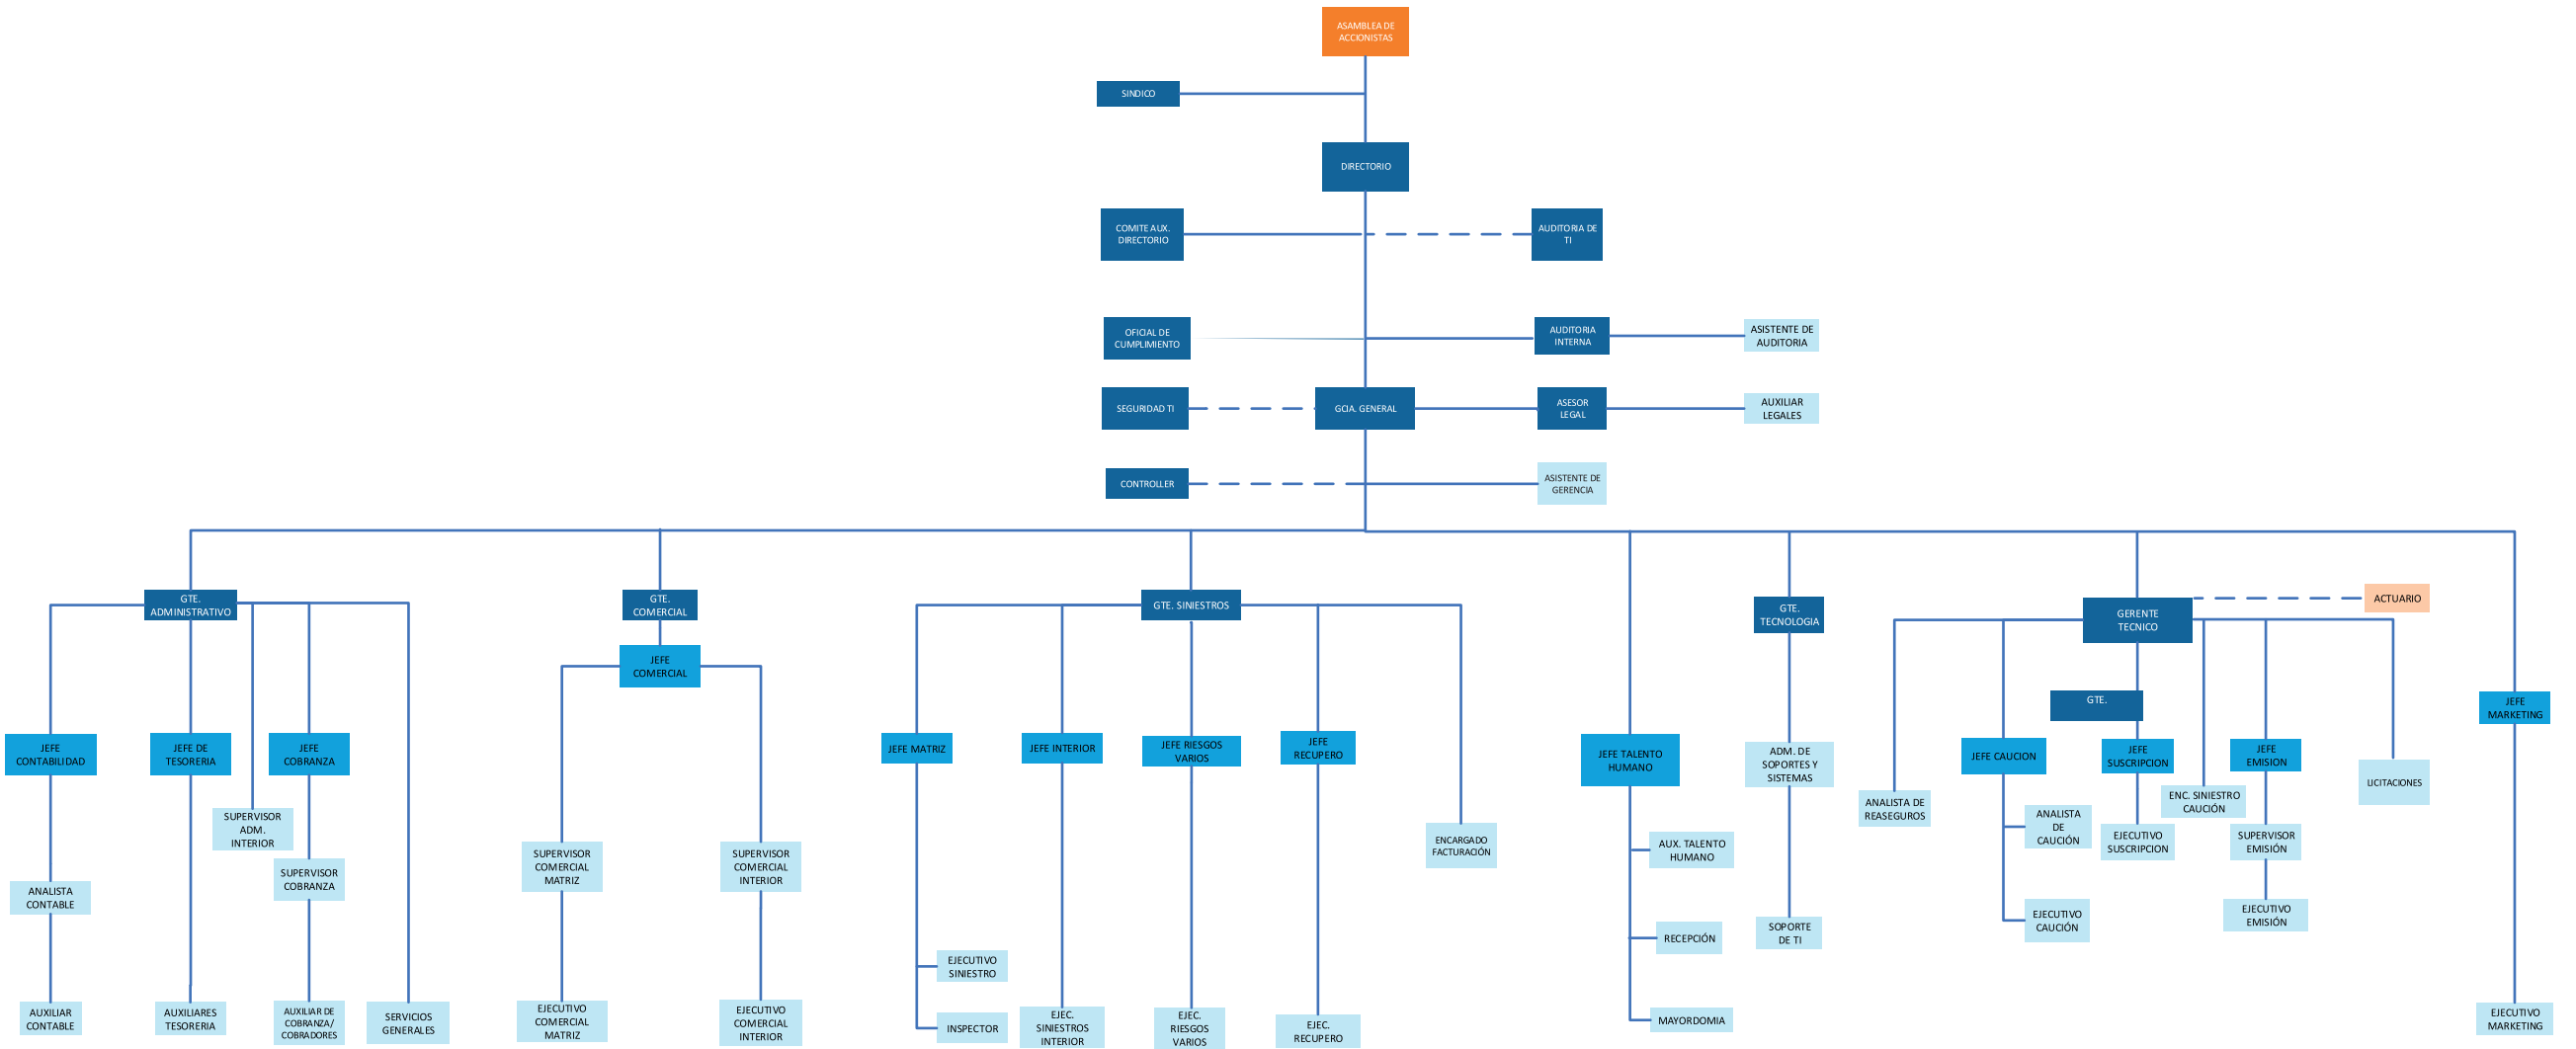 ASAMBLEA DE
ACCIONISTAS
SINDICO
DIRECTORIO
COMITE AUX.
DIRECTORIO
AUDITORIA DE
TI
OFICIAL DE
CUMPLIMIENTO
AUDITORIA
INTERNA
ASISTENTE DE
AUDITORIA
SEGURIDAD TI
GCIA. GENERAL
ASESOR
LEGAL
AUXILIAR
LEGALES
CONTROLLER
ASISTENTE DE
GERENCIA
GTE.
ADMINISTRATIVO
GTE.
COMERCIAL
GTE. SINIESTROS
GTE.
TECNOLOGIA
GERENTE
TECNICO
ACTUARIO
JEFE
COMERCIAL
GTE.
JEFE
MARKETING
JEFE
CONTABILIDAD
JEFE DE
TESORERIA
JEFE
COBRANZA
JEFE MATRIZ
JEFE INTERIOR
JEFE RIESGOS
VARIOS
JEFE
RECUPERO
JEFE TALENTO
HUMANO
ADM. DE
SOPORTES Y
SISTEMAS
JEFE CAUCION
JEFE
SUSCRIPCION
JEFE
EMISION
LICITACIONES
ANALISTA DE
REASEGUROS
ENC. SINIESTRO
CAUCIÓN
SUPERVISOR
ADM.
INTERIOR
ANALISTA
DE
CAUCIÓN
EJECUTIVO
SUSCRIPCION
SUPERVISOR
EMISIÓN
SUPERVISOR
COBRANZA
SUPERVISOR
COMERCIAL
MATRIZ
SUPERVISOR
COMERCIAL
INTERIOR
ENCARGADO
FACTURACIÓN
AUX. TALENTO
HUMANO
ANALISTA
CONTABLE
EJECUTIVO
CAUCIÓN
EJECUTIVO
EMISIÓN
RECEPCIÓN
SOPORTE
DE TI
EJECUTIVO
SINIESTRO
AUXILIAR
CONTABLE
AUXILIARES
TESORERIA
AUXILIAR DE
COBRANZA/
COBRADORES
SERVICIOS
GENERALES
EJECUTIVO
COMERCIAL
MATRIZ
EJECUTIVO
COMERCIAL
INTERIOR
INSPECTOR
EJEC.
SINIESTROS
INTERIOR
EJEC.
RIESGOS
VARIOS
EJEC.
RECUPERO
MAYORDOMIA
EJECUTIVO
MARKETING